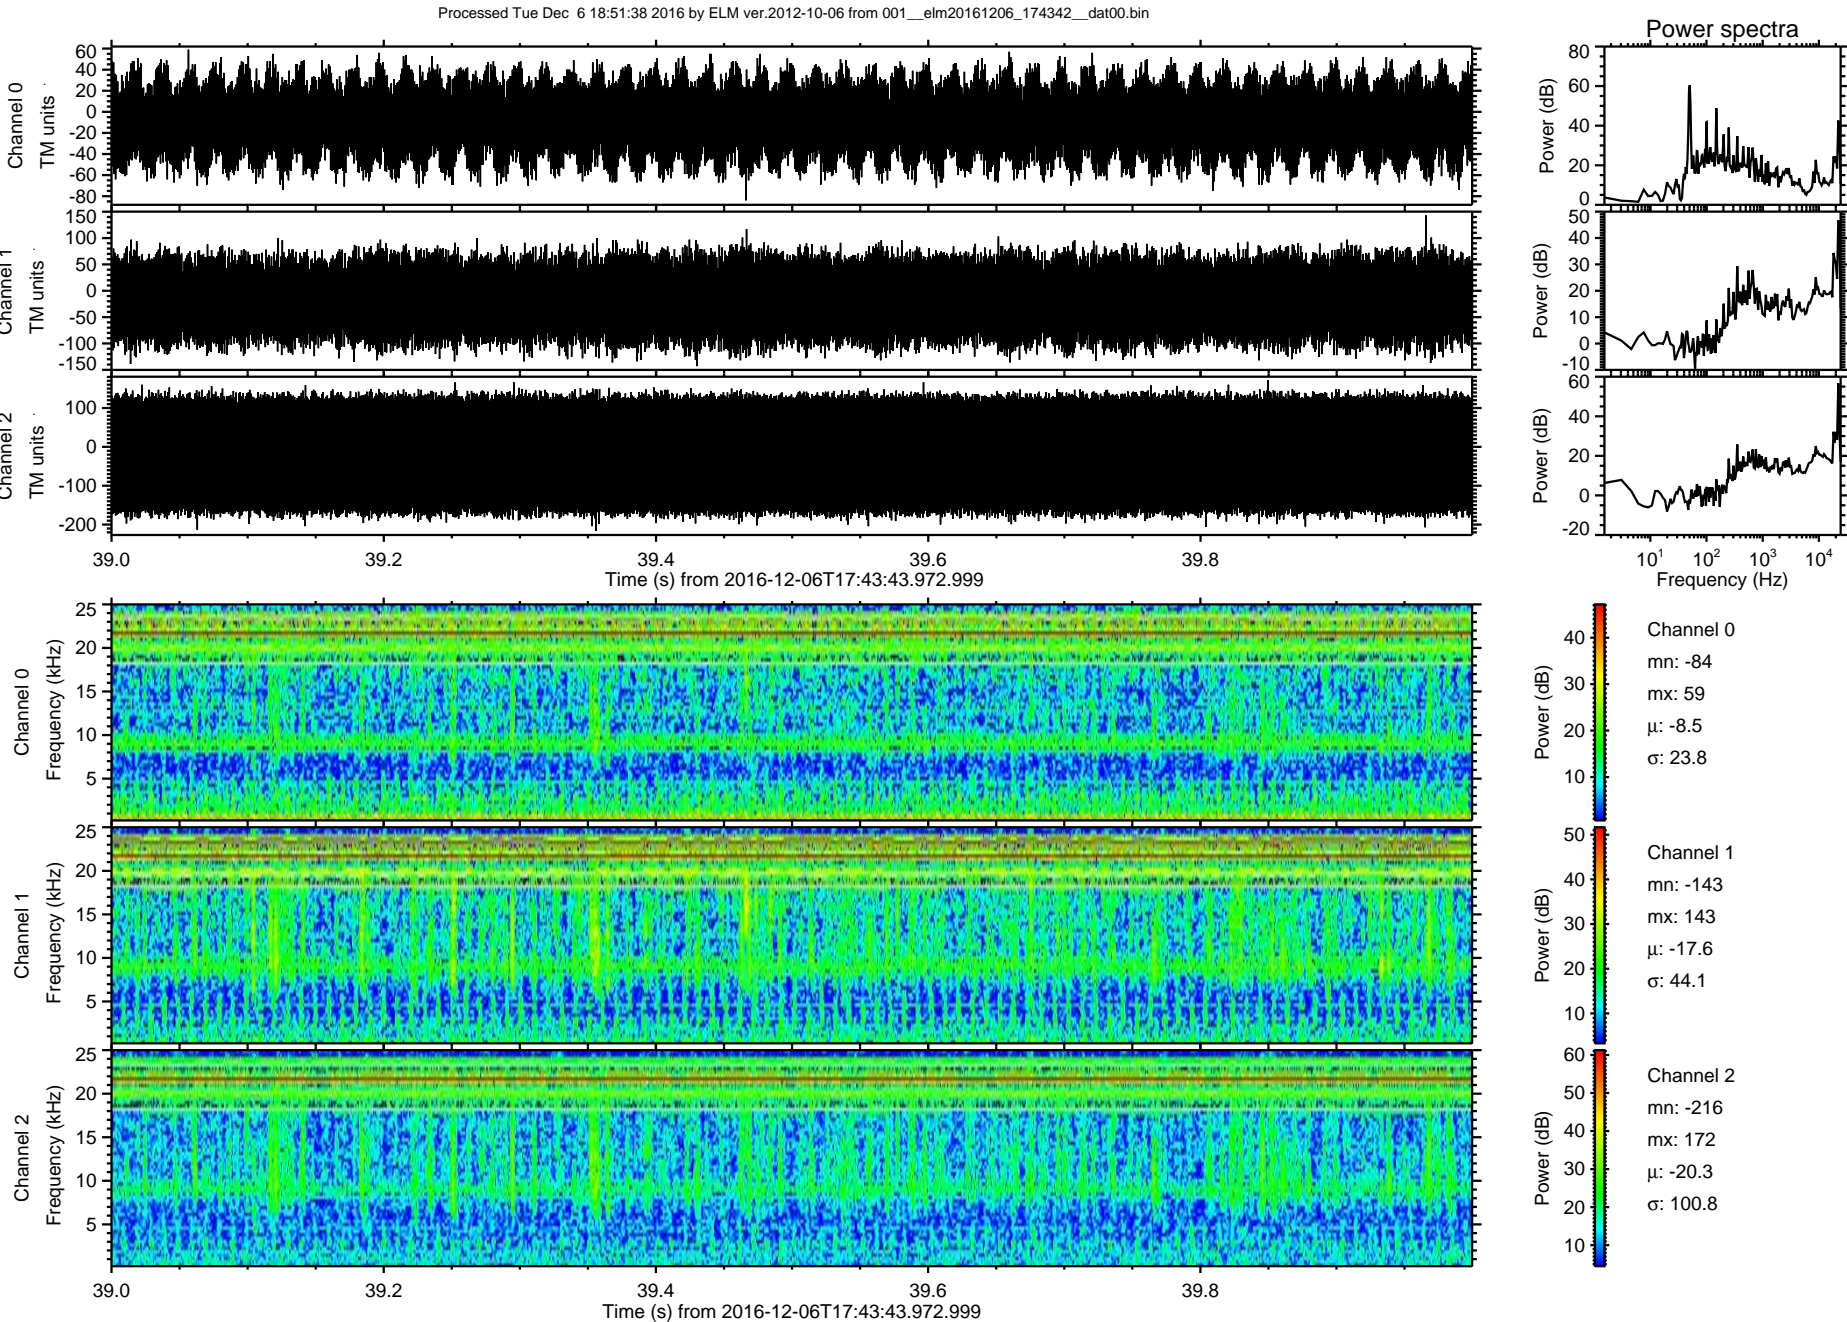 Processed Tue Dec  6 18:51:38 2016 by ELM ver.2012-10-06 from 001__elm20161206_174342__dat00.bin
Power spectra
Channel 0
TM units
60
40
20
0
-20
-40
-60
-80
Power (dB)
80
60
40
20
0
Channel 1
TM units
150
100
50
0
-50
-100
-150
Power (dB)
50
40
30
20
10
0
-10
Channel 2
TM units
100
0
-100
-200
Power (dB)
60
40
20
0
-20
39.0 39.2 39.4 39.6 39.8
Time (s) from 2016-12-06T17:43:43.972.999
10^1 10^2 10^3 10^4
Frequency (Hz)
Channel 0
Frequency (kHz)
25
20
15
10
5
Power (dB)
40
30
20
10
Channel 0
mn: -84
mx: 59
μ: -8.5
σ: 23.8
Channel 1
Frequency (kHz)
25
20
15
10
5
Power (dB)
50
40
30
20
10
Channel 1
mn: -143
mx: 143
μ: -17.6
σ: 44.1
Channel 2
Frequency (kHz)
25
20
15
10
5
Power (dB)
60
50
40
30
20
10
Channel 2
mn: -216
mx: 172
μ: -20.3
σ: 100.8
39.0 39.2 39.4 39.6 39.8
Time (s) from 2016-12-06T17:43:43.972.999